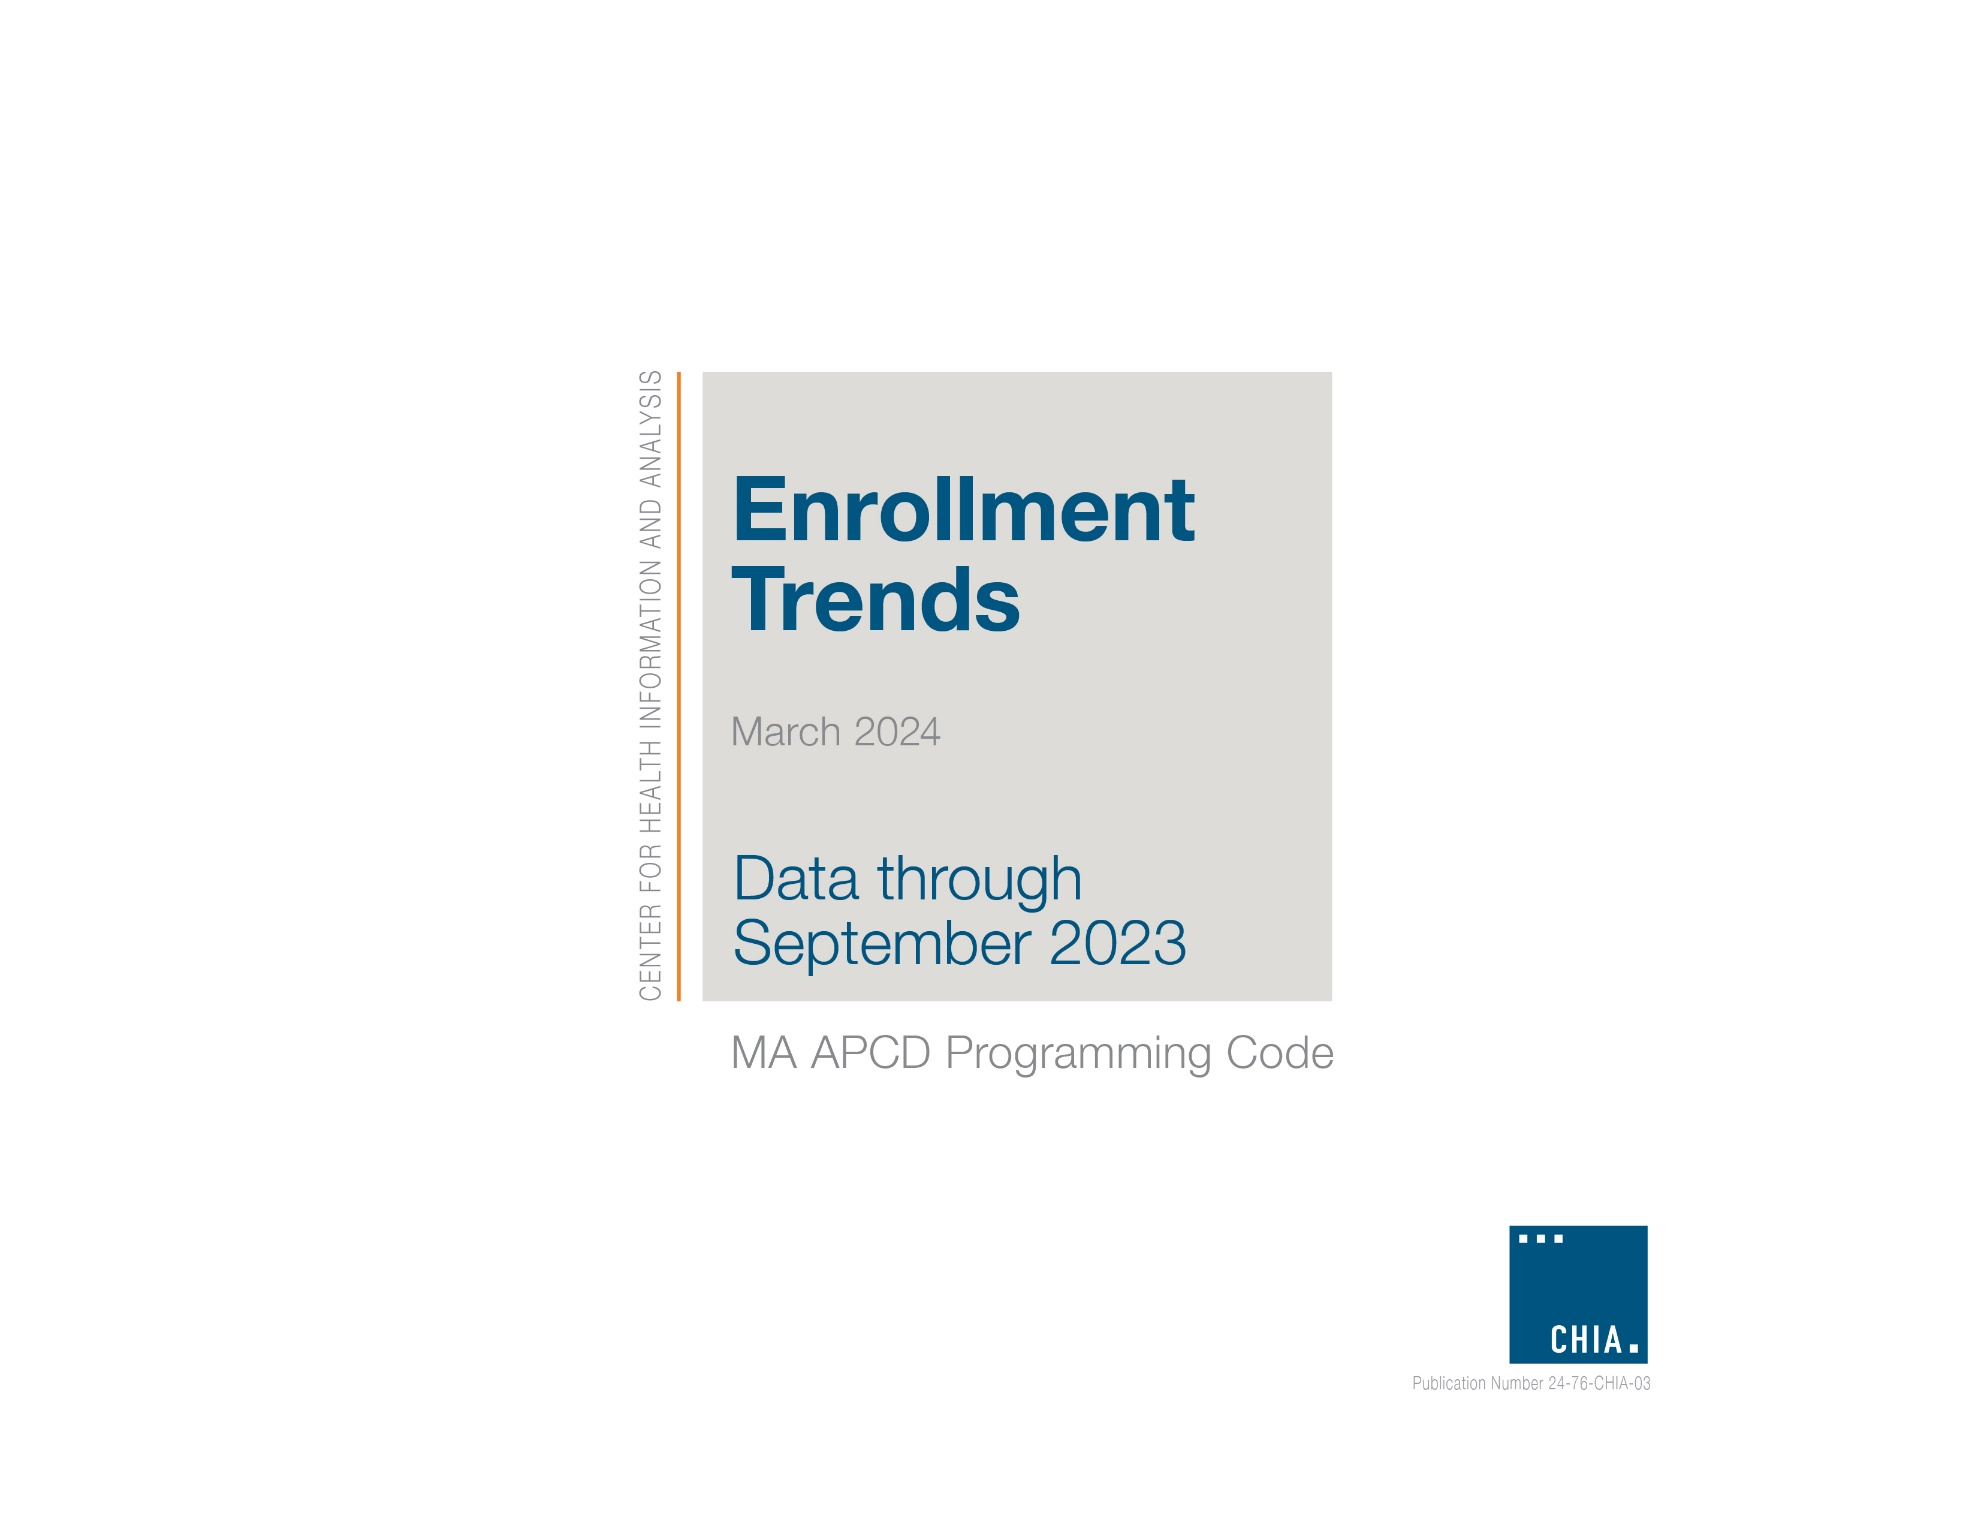 CENTER FOR HEALTH INFORMATION AND ANALYSIS
Enrollment
Trends
March 2024
Data through
September 2023
MA APCD Programming Code
CHIA.
Publication Number 24-76-CHIA-03